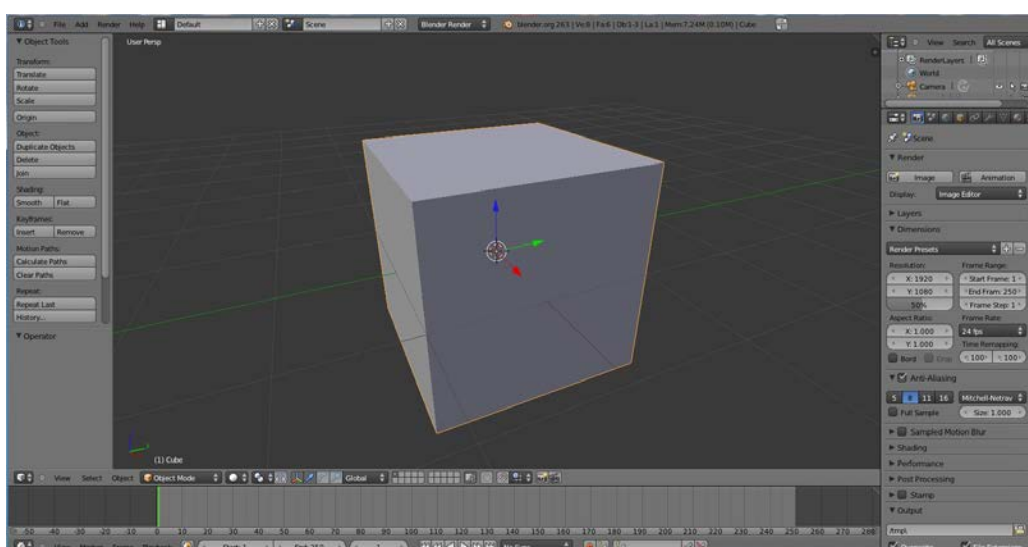 File Add Render Help Default Scene Blender Render blender.org 263 | Ve:8 | Fa:6 | Ob:1-3 | La:1 | Mem:7.24M (0.10M) | Cube
Object Tools
Transform:
Translate
Rotate
Scale
Origin
Object:
Duplicate Objects
Delete
Join
Shading:
Smooth Flat
Keyframes:
Insert Remove
Motion Paths:
Calculate Paths
Clear Paths
Repeat:
Repeat Last
History...
Operator
User Persp
(1) Cube
View Select Object Object Mode Global
View Search All Scenes
RenderLayers
World
Camera
Scene
Render
Image Animation
Display: Image Editor
Layers
Dimensions
Render Presets
Resolution: Frame Range:
X: 1920 Start Frame: 1
Y: 1080 End Fram: 250
50% Frame Step: 1
Aspect Ratio: Frame Rate:
X: 1.000 24 fps
Y: 1.000 Time Remapping:
Bord Crop 100 100
Anti-Aliasing
5 8 11 16 Mitchell-Netrav
Full Sample Size: 1.000
Sampled Motion Blur
Shading
Performance
Post Processing
Stamp
Output
/tmp\
-50 -40 -30 -20 -10 0 10 20 30 40 50 60 70 80 90 100 110 120 130 140 150 160 170 180 190 200 210 220 230 240 250 260 270 280